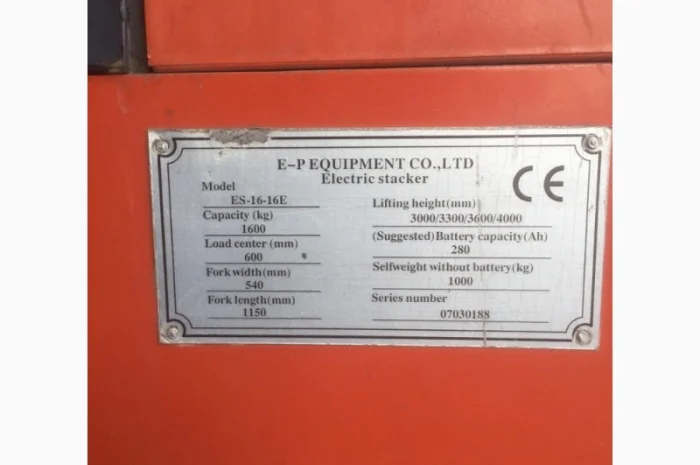 E-P EQUIPMENT CO.,LTD
Electric stacker
CE
Model
ES-16-16E
Capacity (kg)
1600
Load center (mm)
600
Fork width(mm)
540
Fork length(mm)
1150
Lifting height(mm)
3000/3300/3600/4000
(Suggested)Battery capacity(Ah)
280
Selfweight without battery(kg)
1000
Series number
07030188